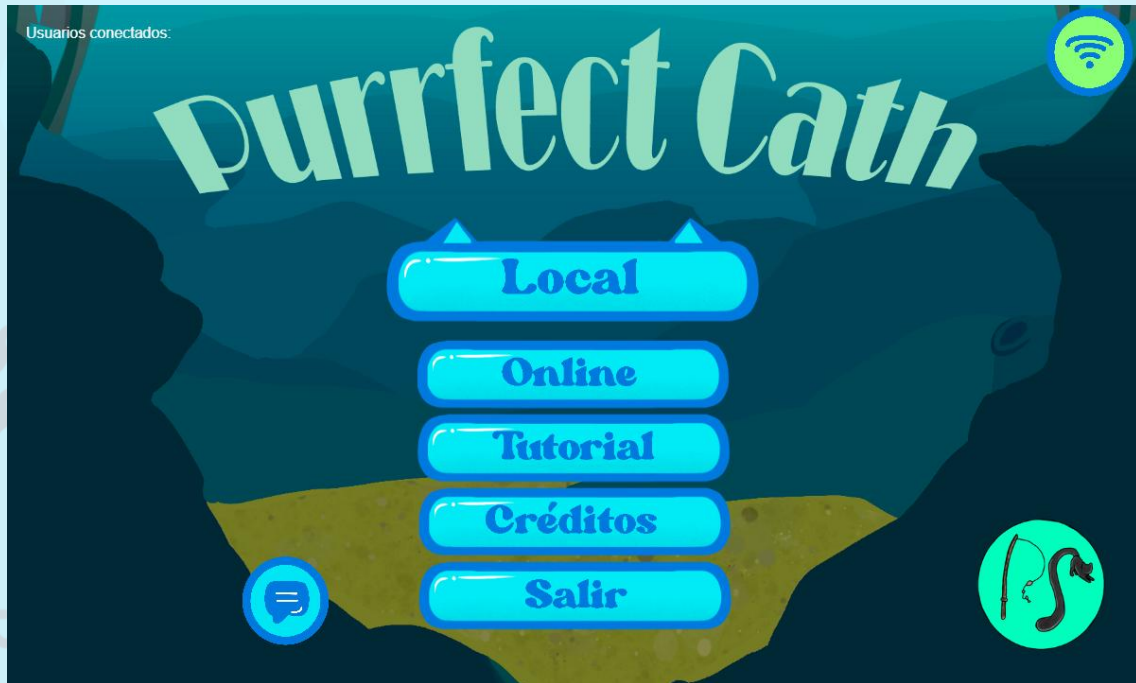 Usuarios conectados:
Purrfect Cath
Local
Online
Tutorial
Créditos
Salir